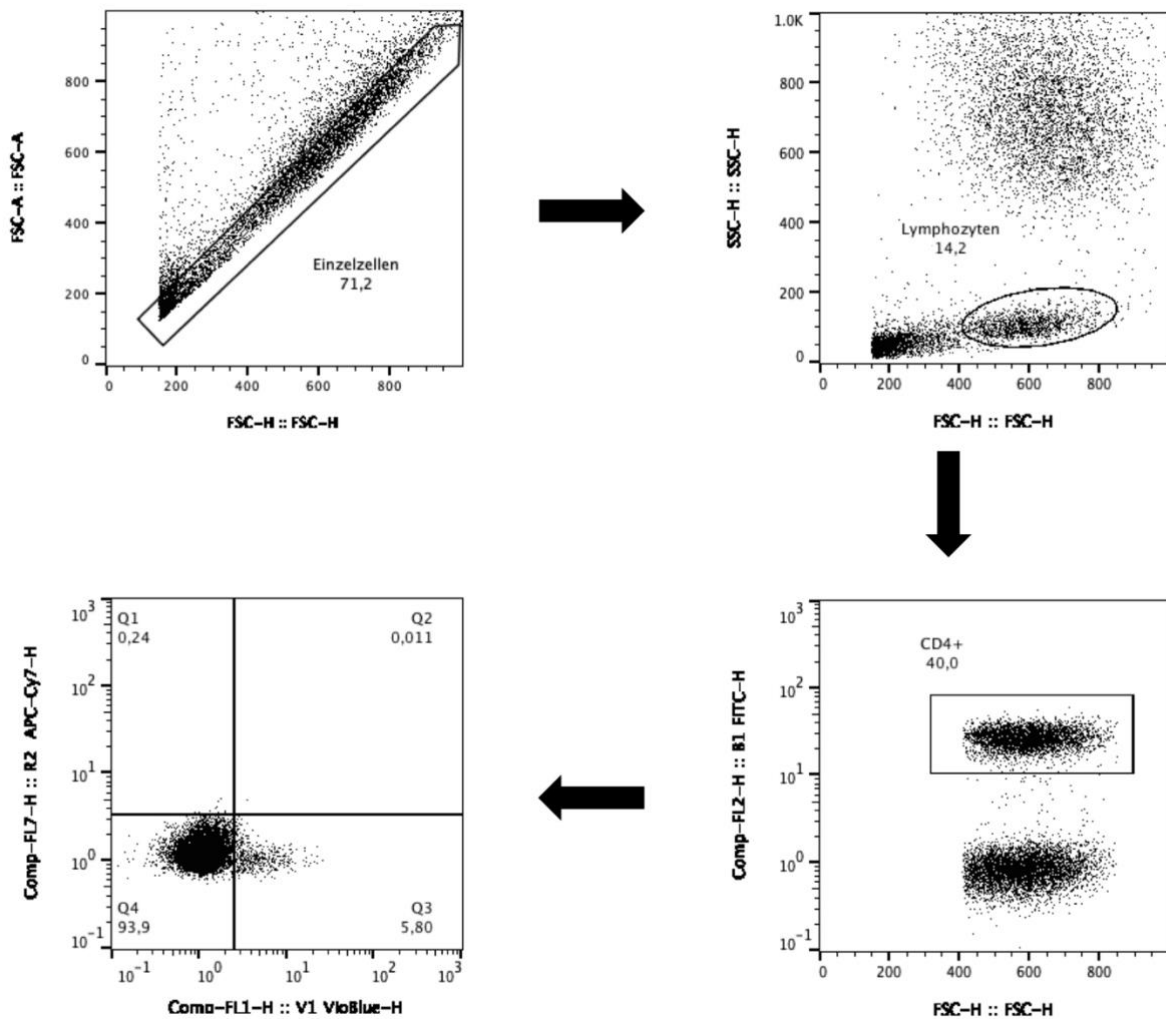 800
600
400
200
0
200
400
600
800
FSC-A :: FSC-A
FSC-H :: FSC-H
Einzelzellen
71,2
1.0K
800
600
400
200
0
0
200
400
600
800
SSC-H :: SSC-H
FSC-H :: FSC-H
Lymphozyten
14,2
10³
10²
10¹
10⁰
10⁻¹
10⁻¹
10⁰
10¹
10²
10³
Comp-FL7-H :: R2 APC-Cy7-H
Comp-FL1-H :: V1 VioBlue-H
Q1
0,24
Q2
0,011
Q4
93,9
Q3
5,80
10³
10²
10¹
10⁰
10⁻¹
0
200
400
600
800
Comp-FL2-H :: B1 FITC-H
FSC-H :: FSC-H
CD4+
40,0